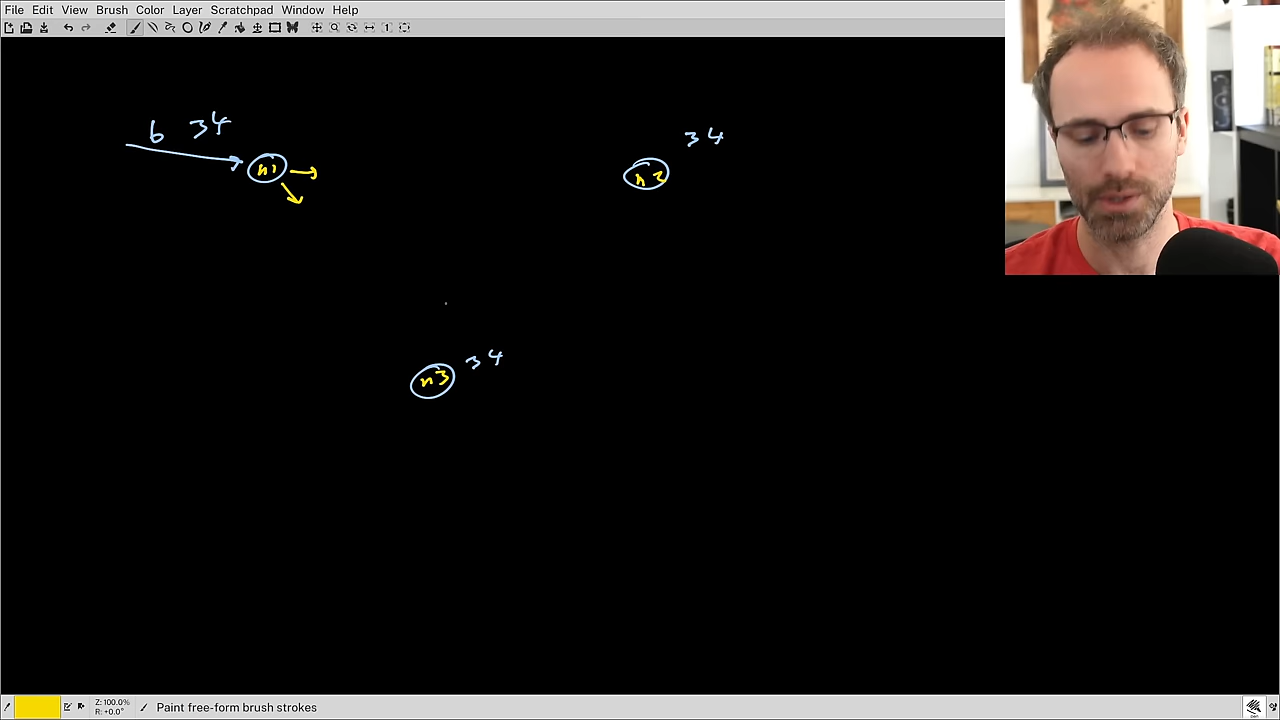 File Edit View Brush Color Layer Scratchpad Window Help
6 34
n1
34
n2
34
n3
Z: 100.0%
R: +0.0°
Paint free-form brush strokes